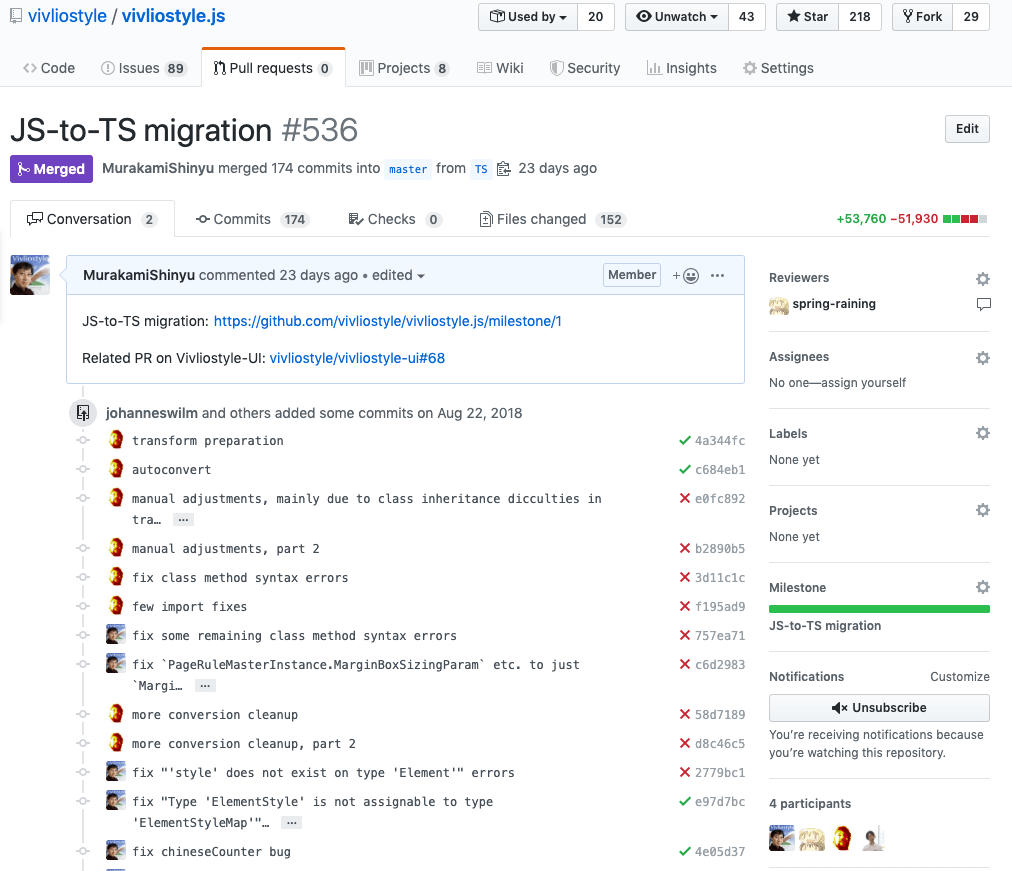 vivliostyle / vivliostyle.js
Used by 20 Unwatch 43 Star 218 Fork 29
Code Issues 89 Pull requests 0 Projects 8 Wiki Security Insights Settings
JS-to-TS migration #536
Edit
Merged MurakamiShinyu merged 174 commits into master from TS 23 days ago
Conversation 2 Commits 174 Checks 0 Files changed 152 +53,760 −51,930
MurakamiShinyu commented 23 days ago • edited Member + ...
JS-to-TS migration: https://github.com/vivliostyle/vivliostyle.js/milestone/1
Related PR on Vivliostyle-UI: vivliostyle/vivliostyle-ui#68
johanneswilm and others added some commits on Aug 22, 2018
transform preparation 4a344fc
autoconvert c684eb1
manual adjustments, mainly due to class inheritance dicculties in e0fc892
tra… ...
manual adjustments, part 2 b2890b5
fix class method syntax errors 3d11c1c
few import fixes f195ad9
fix some remaining class method syntax errors 757ea71
fix `PageRuleMasterInstance.MarginBoxSizingParam` etc. to just c6d2983
`Margi… ...
more conversion cleanup 58d7189
more conversion cleanup, part 2 d8c46c5
fix "'style' does not exist on type 'Element'" errors 2779bc1
fix "Type 'ElementStyle' is not assignable to type e97d7bc
'ElementStyleMap'"… ...
fix chineseCounter bug 4e05d37
Reviewers
spring-raining
Assignees
No one—assign yourself
Labels
None yet
Projects
None yet
Milestone
JS-to-TS migration
Notifications Customize
Unsubscribe
You're receiving notifications because
you're watching this repository.
4 participants